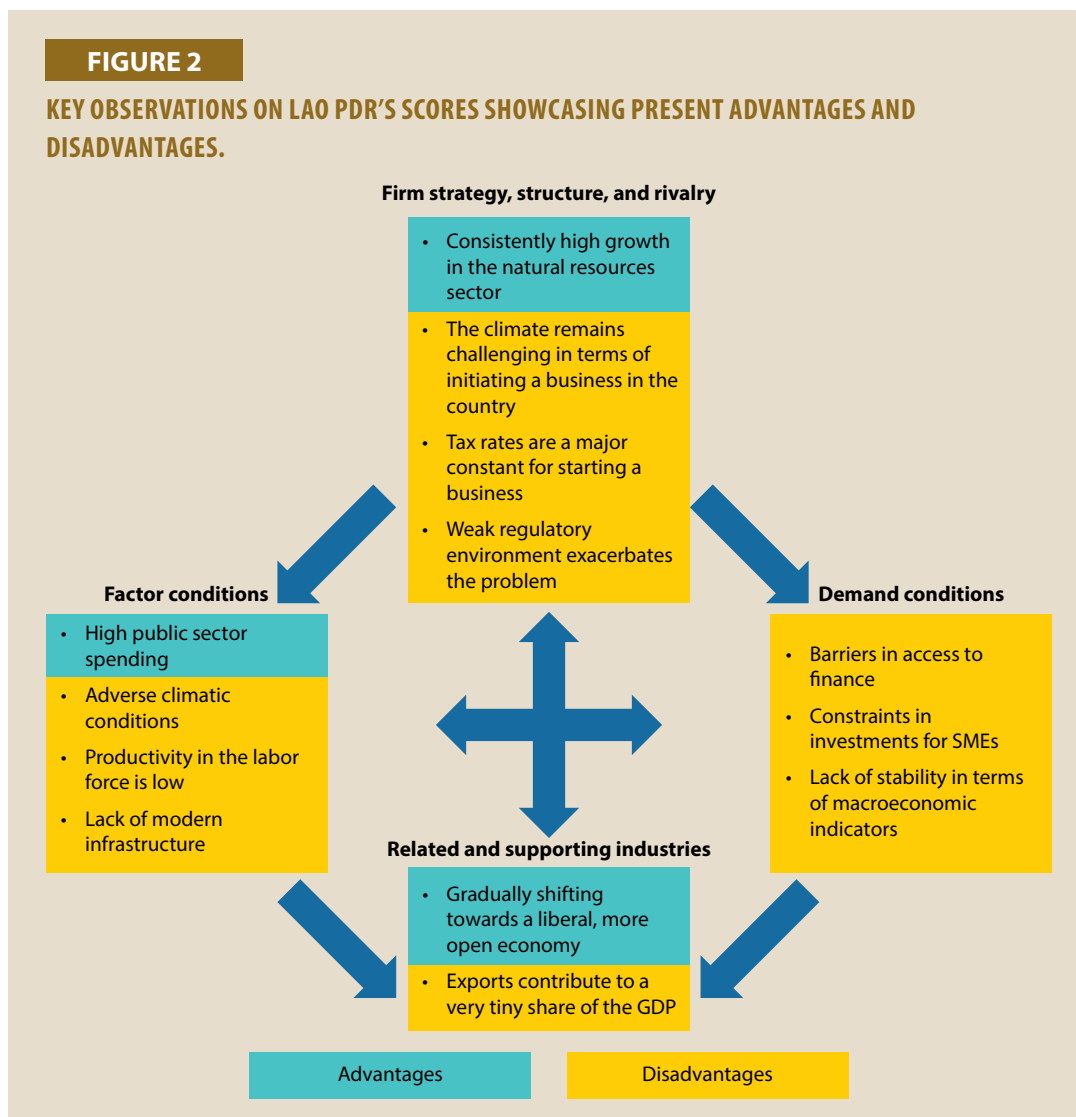 FIGURE 2
KEY OBSERVATIONS ON LAO PDR'S SCORES SHOWCASING PRESENT ADVANTAGES AND
DISADVANTAGES.
Firm strategy, structure, and rivalry
• Consistently high growth
in the natural resources
sector
• The climate remains
challenging in terms of
initiating a business in the
country
• Tax rates are a major
constant for starting a
business
• Weak regulatory
environment exacerbates
the problem
Factor conditions
• High public sector
spending
• Adverse climatic
conditions
• Productivity in the labor
force is low
• Lack of modern
infrastructure
Demand conditions
• Barriers in access to
finance
• Constraints in
investments for SMEs
• Lack of stability in terms
of macroeconomic
indicators
Related and supporting industries
• Gradually shifting
towards a liberal, more
open economy
• Exports contribute to a
very tiny share of the GDP
Advantages
Disadvantages